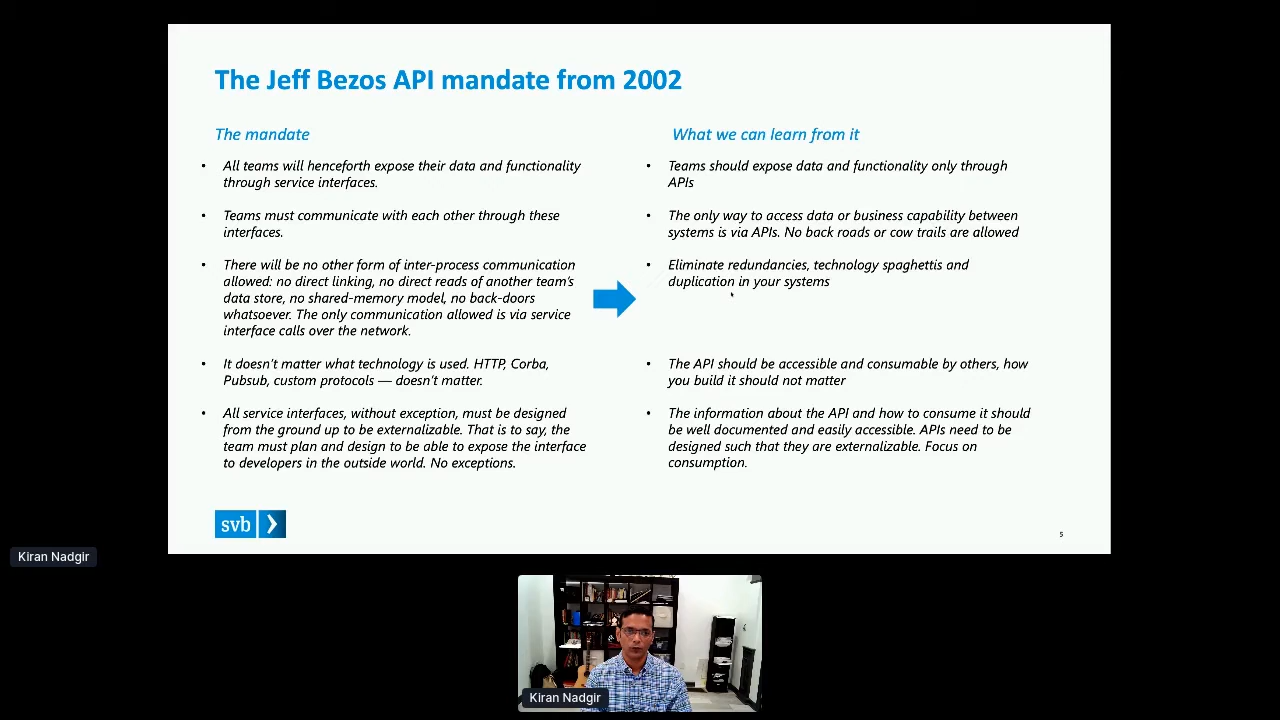 The Jeff Bezos API mandate from 2002
The mandate
• All teams will henceforth expose their data and functionality
through service interfaces.
• Teams must communicate with each other through these
interfaces.
• There will be no other form of inter-process communication
allowed: no direct linking, no direct reads of another team's
data store, no shared-memory model, no back-doors
whatsoever. The only communication allowed is via service
interface calls over the network.
• It doesn't matter what technology is used. HTTP, Corba,
Pubsub, custom protocols — doesn't matter.
• All service interfaces, without exception, must be designed
from the ground up to be externalizable. That is to say, the
team must plan and design to be able to expose the interface
to developers in the outside world. No exceptions.
What we can learn from it
• Teams should expose data and functionality only through
APIs
• The only way to access data or business capability between
systems is via APIs. No back roads or cow trails are allowed
• Eliminate redundancies, technology spaghettis and
duplication in your systems
• The API should be accessible and consumable by others, how
you build it should not matter
• The information about the API and how to consume it should
be well documented and easily accessible. APIs need to be
designed such that they are externalizable. Focus on
consumption.
svb
5
Kiran Nadgir
Kiran Nadgir